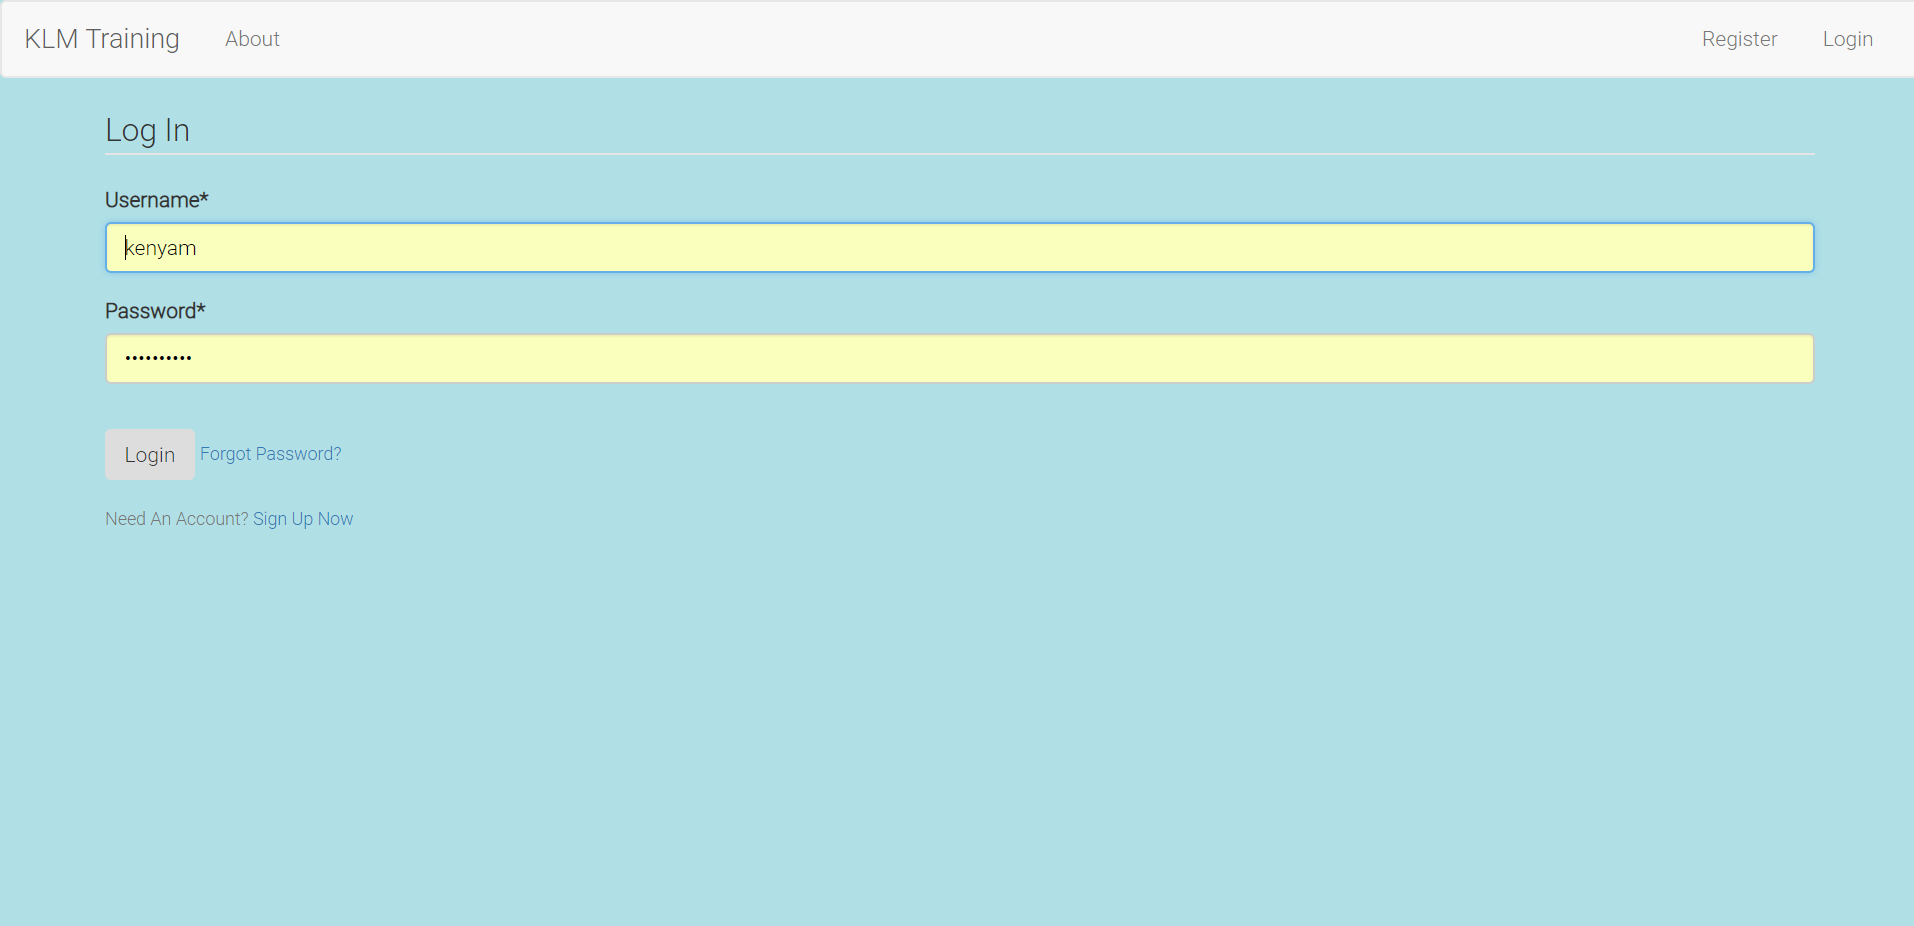 KLM Training About Register Login
Log In
Username*
kenyam
Password*
••••••••••
Login Forgot Password?
Need An Account? Sign Up Now